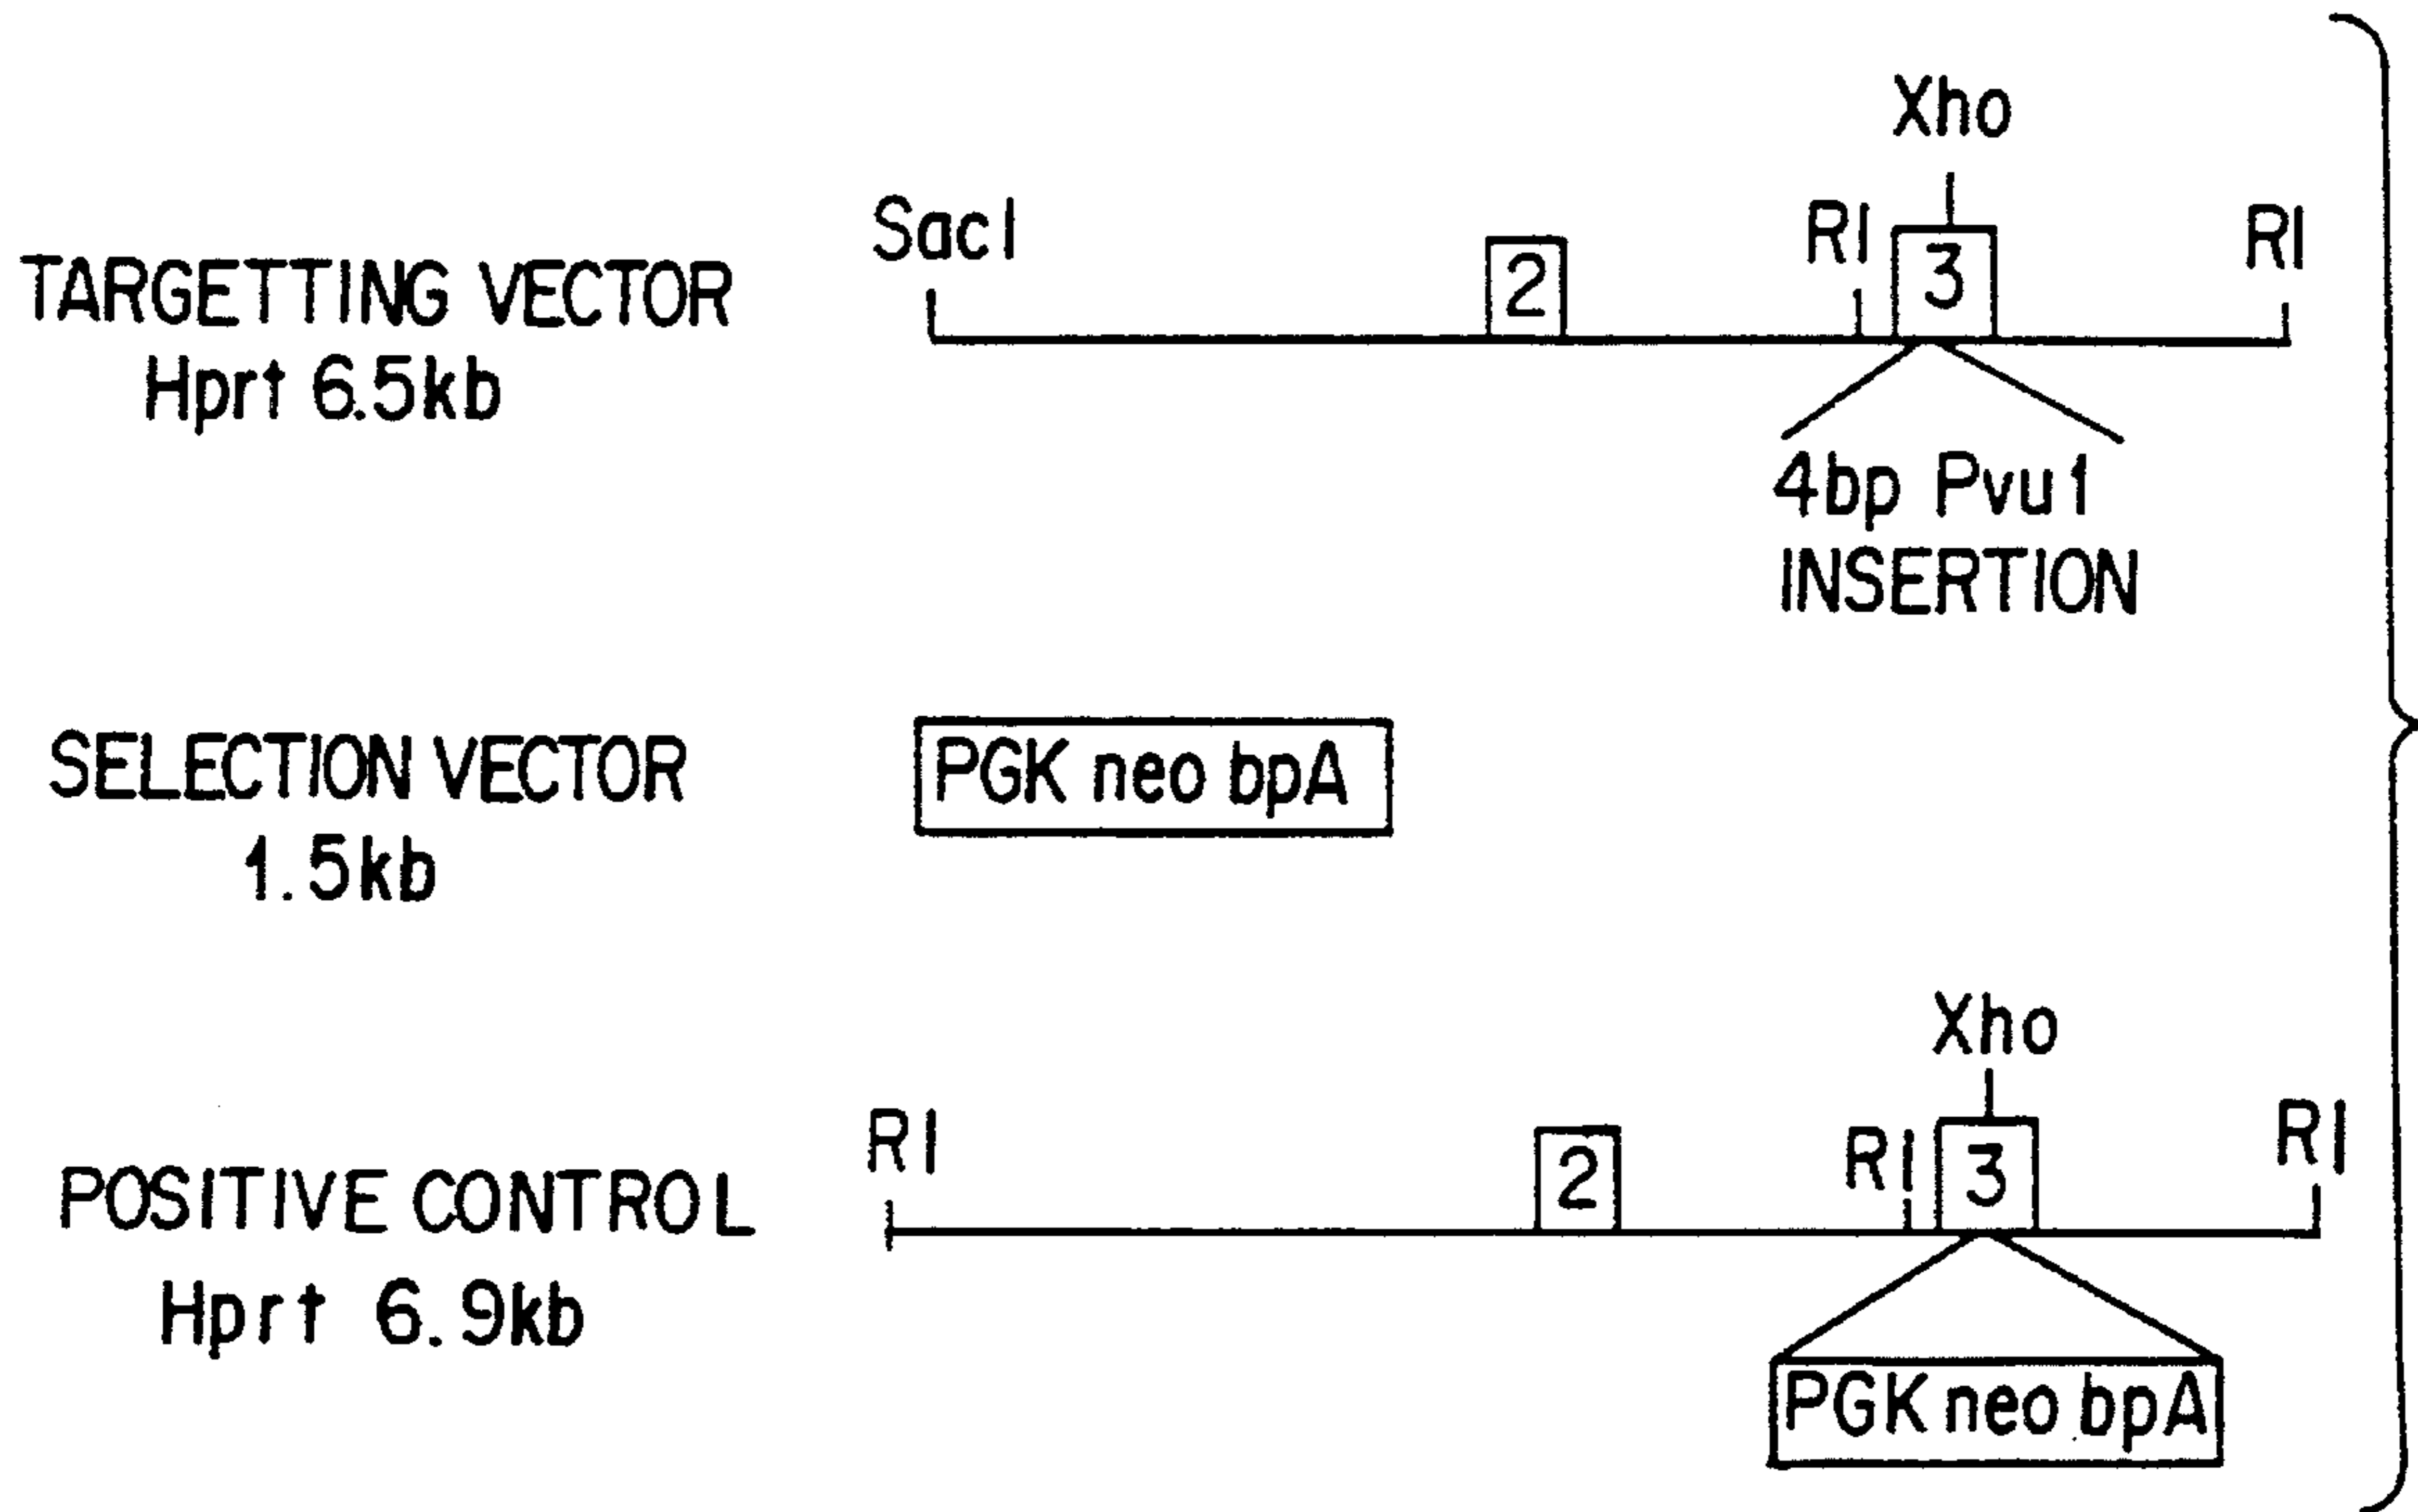 Xho
SacI
RI
RI
2
3
TARGETTING VECTOR
Hprt 6.5kb
4bp Pvu1
INSERTION
SELECTION VECTOR
1.5kb
PGK neo bpA
Xho
RI
RI
RI
2
3
POSITIVE CONTROL
Hprt 6.9kb
PGK neo bpA